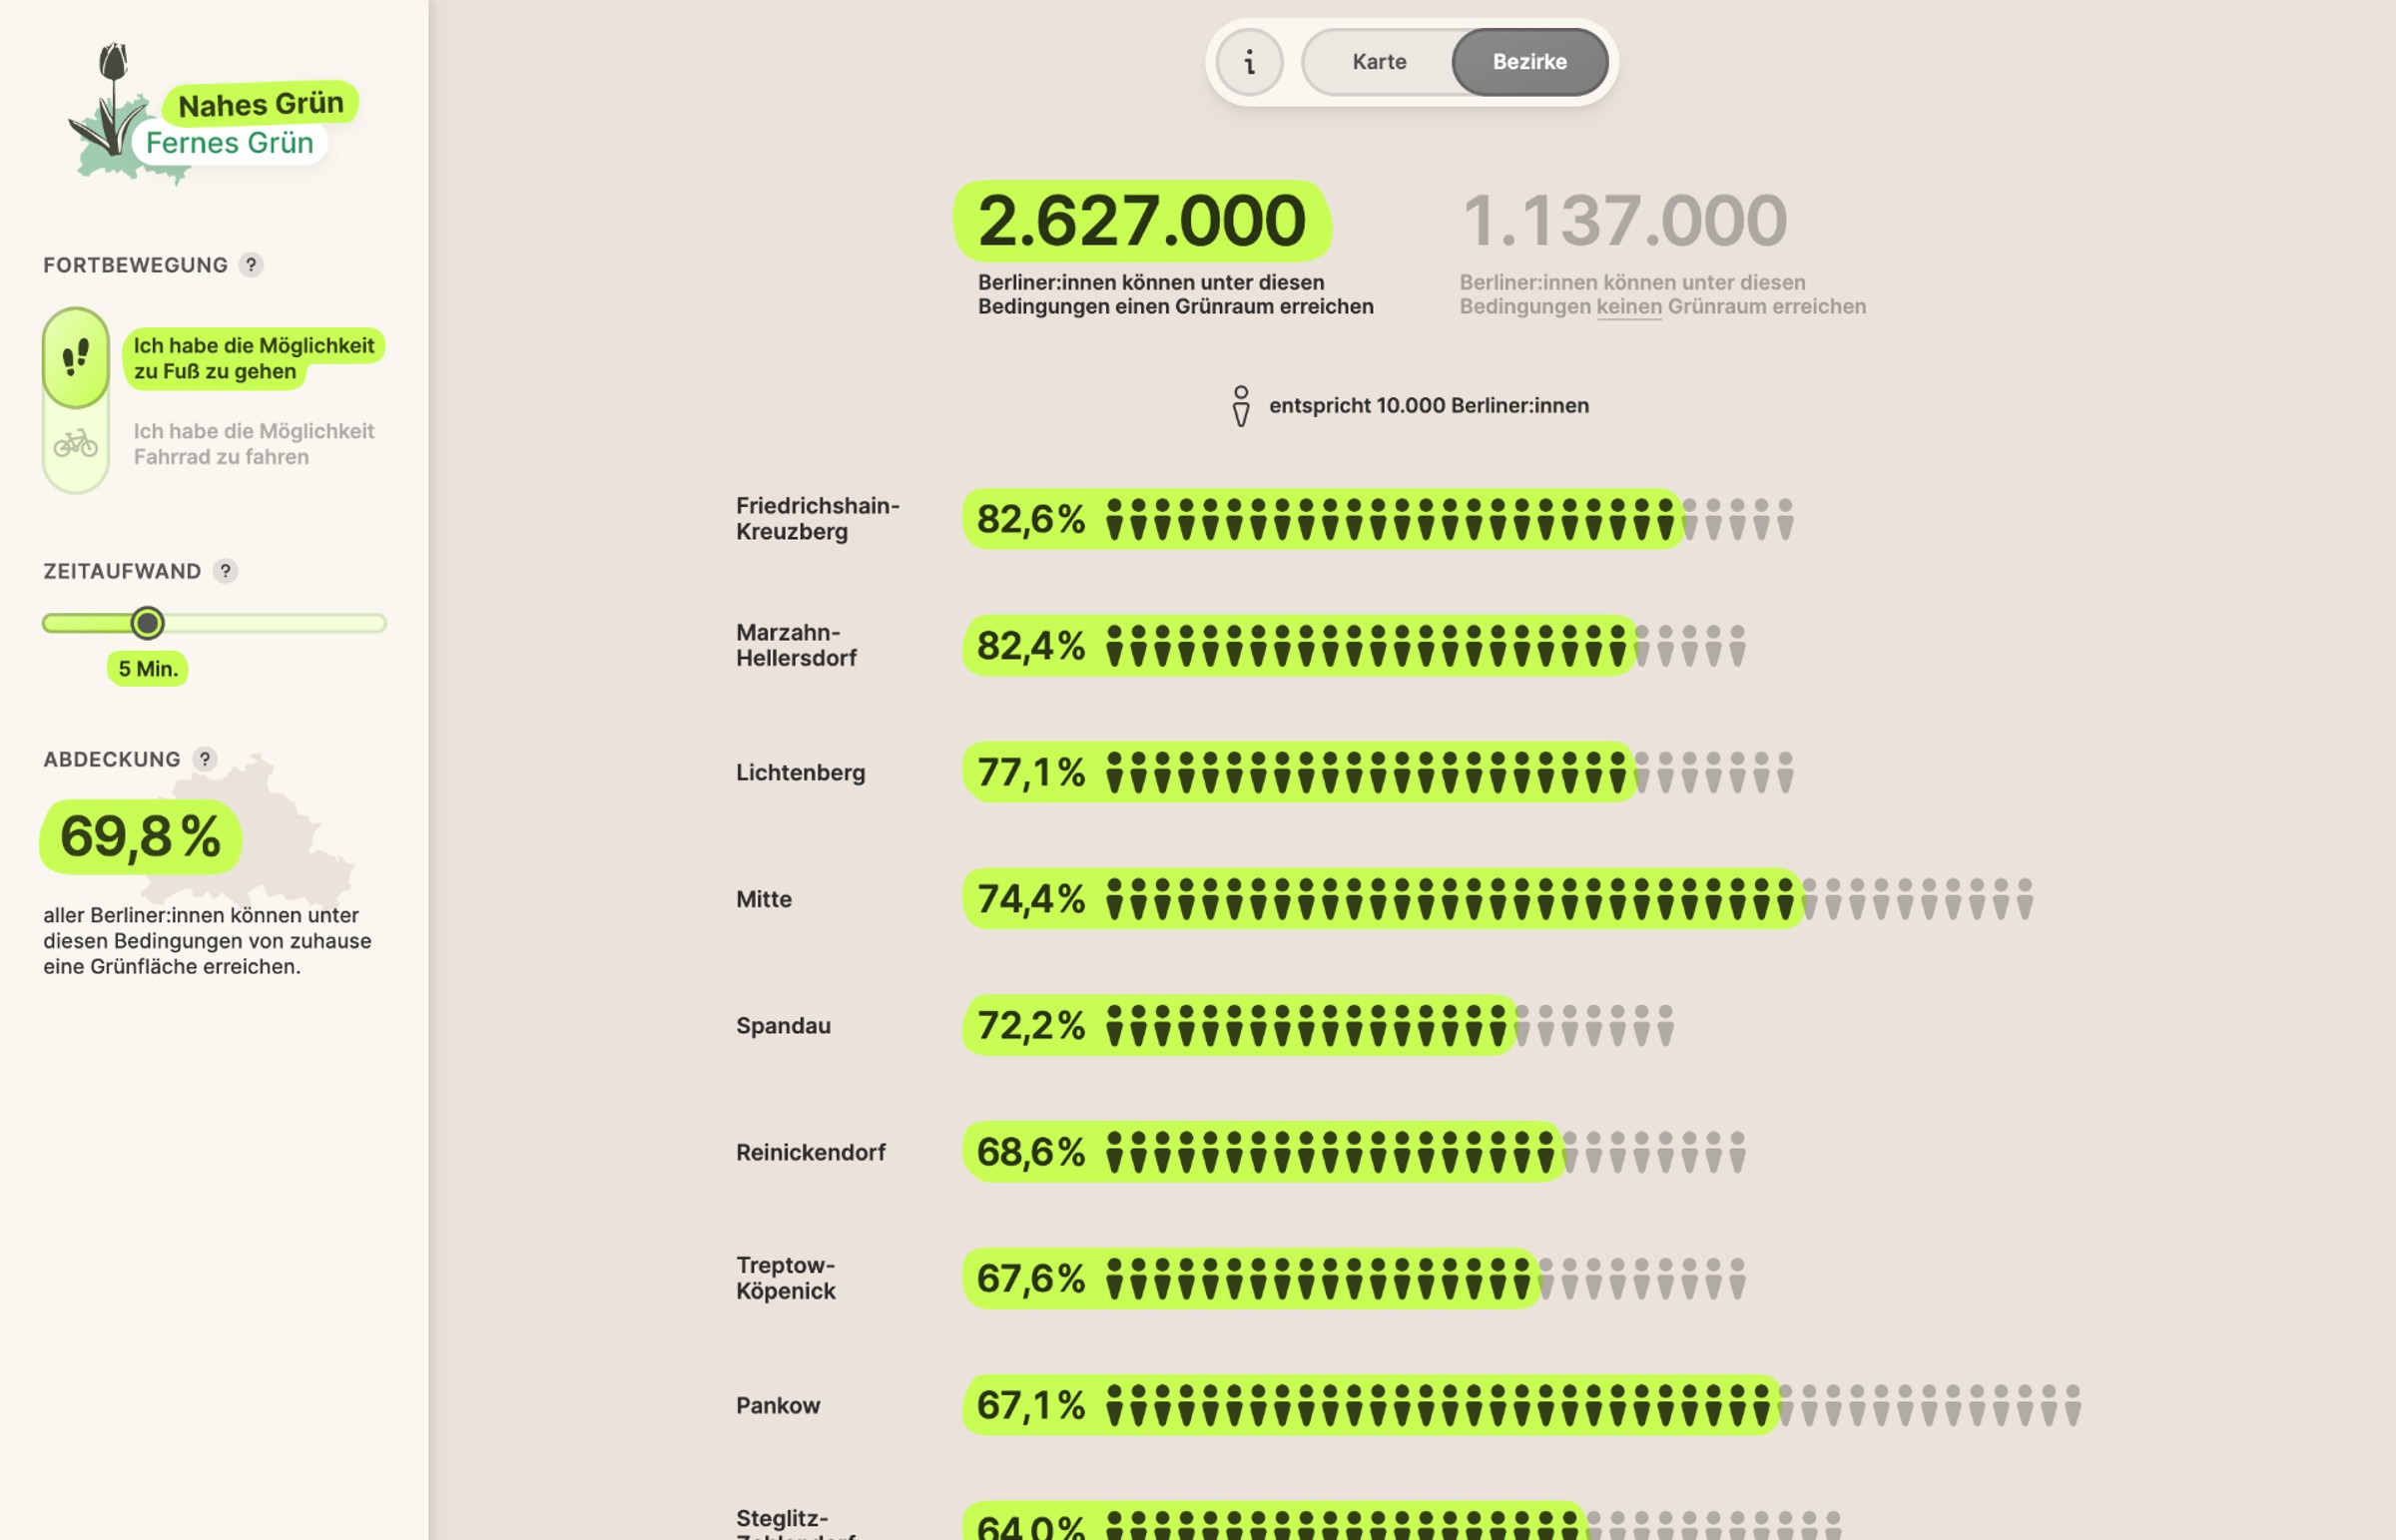 Nahes Grün
Fernes Grün
FORTBEWEGUNG ?
Ich habe die Möglichkeit
zu Fuß zu gehen
Ich habe die Möglichkeit
Fahrrad zu fahren
ZEITAUFWAND ?
5 Min.
ABDECKUNG ?
69,8 %
aller Berliner:innen können unter
diesen Bedingungen von zuhause
eine Grünfläche erreichen.
i
Karte
Bezirke
2.627.000
Berliner:innen können unter diesen
Bedingungen einen Grünraum erreichen
1.137.000
Berliner:innen können unter diesen
Bedingungen keinen Grünraum erreichen
entspricht 10.000 Berliner:innen
Friedrichshain-
Kreuzberg
82,6 %
Marzahn-
Hellersdorf
82,4 %
Lichtenberg
77,1 %
Mitte
74,4 %
Spandau
72,2 %
Reinickendorf
68,6 %
Treptow-
Köpenick
67,6 %
Pankow
67,1 %
Steglitz-
64,0 %